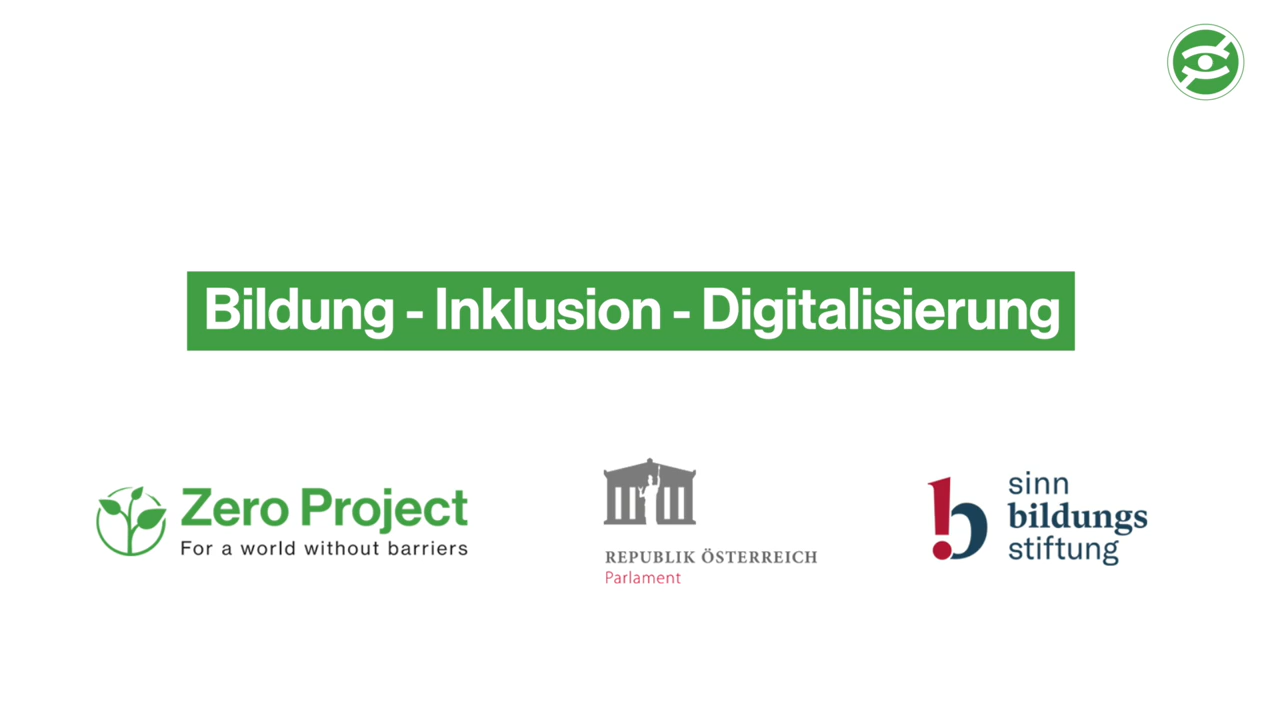 Bildung - Inklusion - Digitalisierung
Zero Project
For a world without barriers
REPUBLIK ÖSTERREICH
Parlament
sinn
bildungs
stiftung